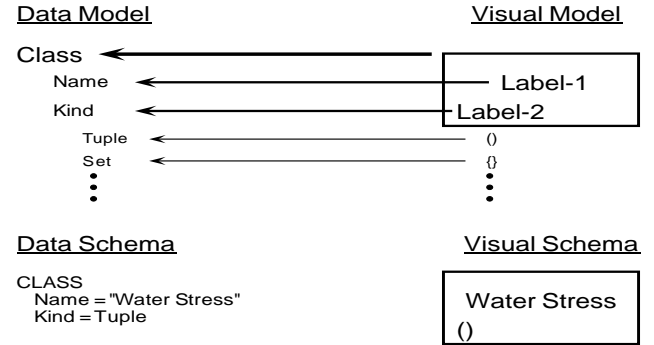 Data Model Visual Model
Class
Name Label-1
Kind Label-2
Tuple ()
Set {}
Data Schema Visual Schema
CLASS
Name = "Water Stress"
Kind = Tuple
Water Stress
()